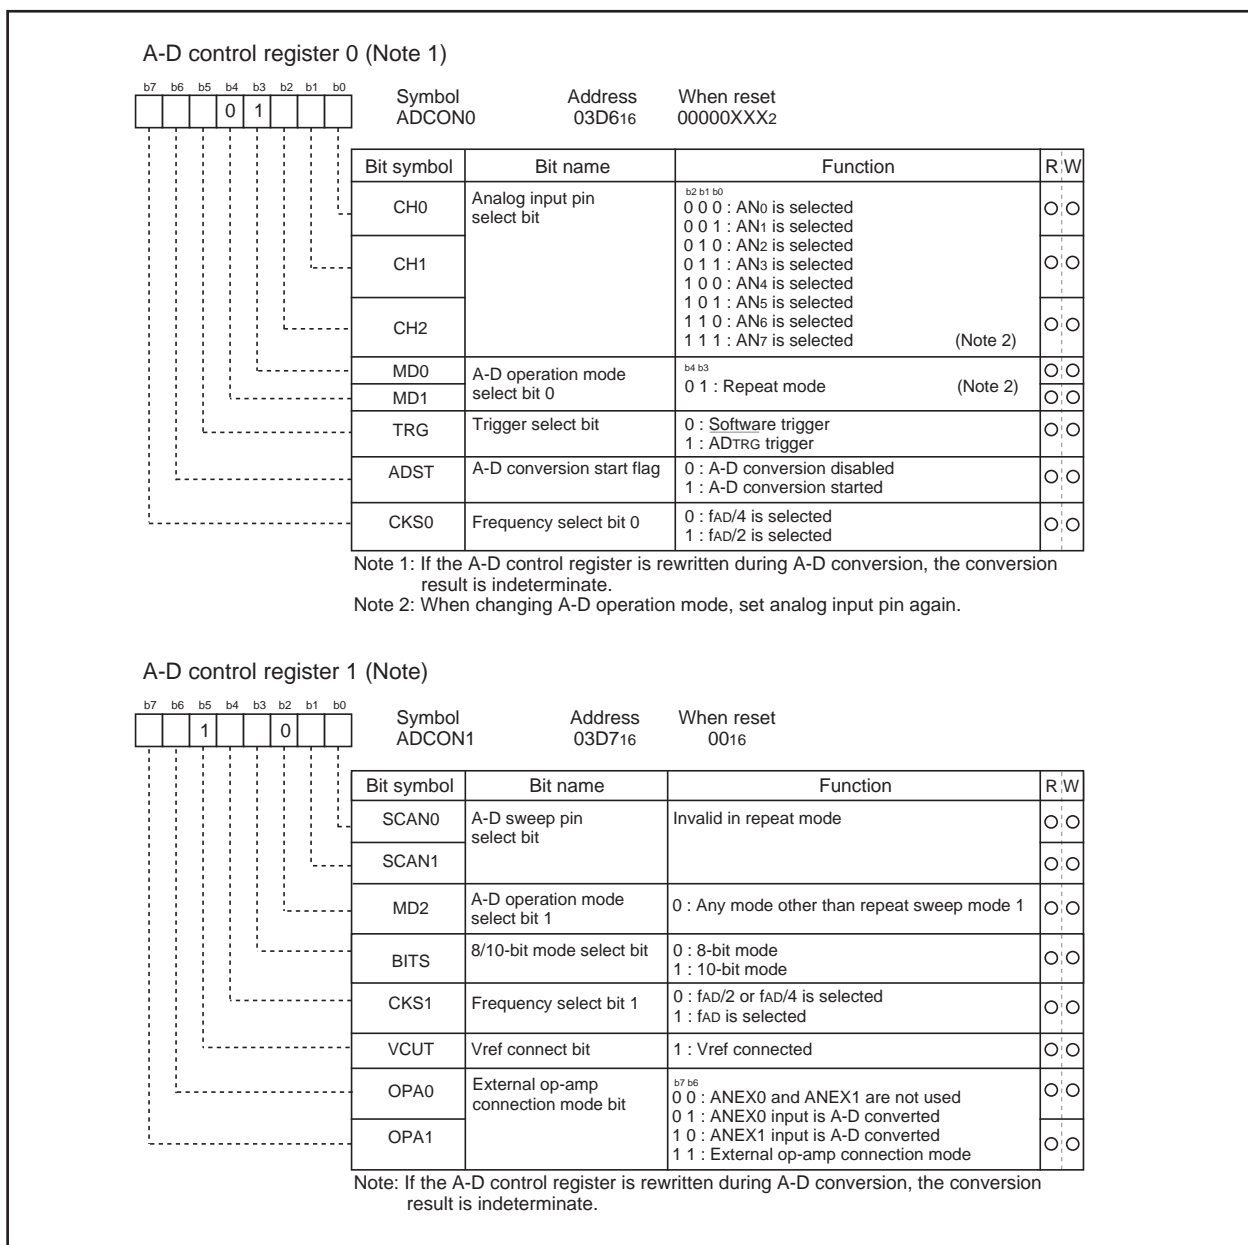 A-D control register 0 (Note 1)
b7 b6 b5 b4 b3 b2 b1 b0
0 1
Symbol Address When reset
ADCON0 03D616 00000XXX2
Bit symbol Bit name Function R W
CH0 Analog input pin select bit
b2 b1 b0
0 0 0 : AN0 is selected
0 0 1 : AN1 is selected
0 1 0 : AN2 is selected
CH1 0 1 1 : AN3 is selected
1 0 0 : AN4 is selected
1 0 1 : AN5 is selected
CH2 1 1 0 : AN6 is selected
1 1 1 : AN7 is selected (Note 2)
MD0 A-D operation mode select bit 0
b4 b3
0 1 : Repeat mode (Note 2)
MD1
TRG Trigger select bit 0 : Software trigger
1 : ADTRG trigger
ADST A-D conversion start flag 0 : A-D conversion disabled
1 : A-D conversion started
CKS0 Frequency select bit 0 0 : fAD/4 is selected
1 : fAD/2 is selected
Note 1: If the A-D control register is rewritten during A-D conversion, the conversion
result is indeterminate.
Note 2: When changing A-D operation mode, set analog input pin again.
A-D control register 1 (Note)
b7 b6 b5 b4 b3 b2 b1 b0
1 0
Symbol Address When reset
ADCON1 03D716 0016
Bit symbol Bit name Function R W
SCAN0 A-D sweep pin select bit Invalid in repeat mode
SCAN1
MD2 A-D operation mode select bit 1 0 : Any mode other than repeat sweep mode 1
BITS 8/10-bit mode select bit 0 : 8-bit mode
1 : 10-bit mode
CKS1 Frequency select bit 1 0 : fAD/2 or fAD/4 is selected
1 : fAD is selected
VCUT Vref connect bit 1 : Vref connected
OPA0 External op-amp connection mode bit
b7 b6
0 0 : ANEX0 and ANEX1 are not used
0 1 : ANEX0 input is A-D converted
OPA1 1 0 : ANEX1 input is A-D converted
1 1 : External op-amp connection mode
Note: If the A-D control register is rewritten during A-D conversion, the conversion
result is indeterminate.